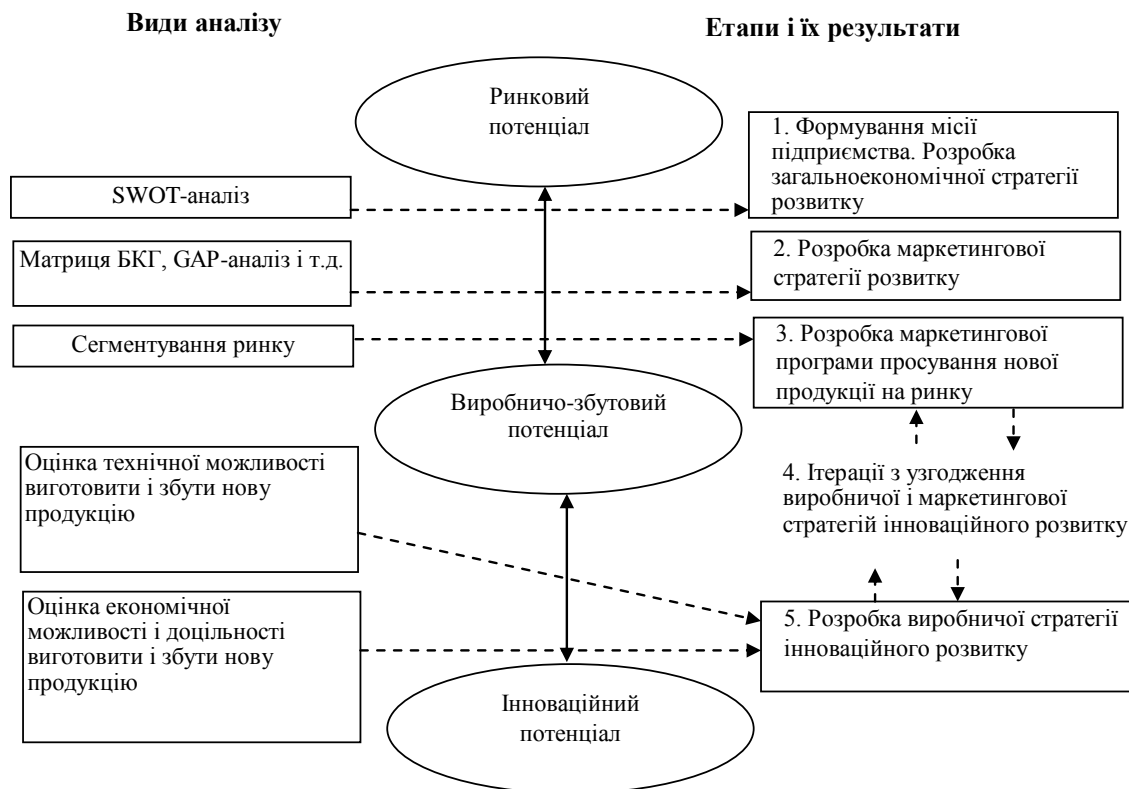 Види аналізу
Етапи і їх результати
Ринковий
потенціал
1. Формування місії
підприємства. Розробка
загальноекономічної стратегії
розвитку
SWOT-аналіз
Матриця БКГ, GAP-аналіз і т.д.
2. Розробка маркетингової
стратегії розвитку
Сегментування ринку
3. Розробка маркетингової
програми просування нової
продукції на ринку
Виробничо-збутовий
потенціал
Оцінка технічної можливості
виготовити і збути нову
продукцію
4. Ітерації з узгодження
виробничої і маркетингової
стратегій інноваційного розвитку
Оцінка економічної
можливості і доцільності
виготовити і збути нову
продукцію
5. Розробка виробничої стратегії
інноваційного розвитку
Інноваційний
потенціал